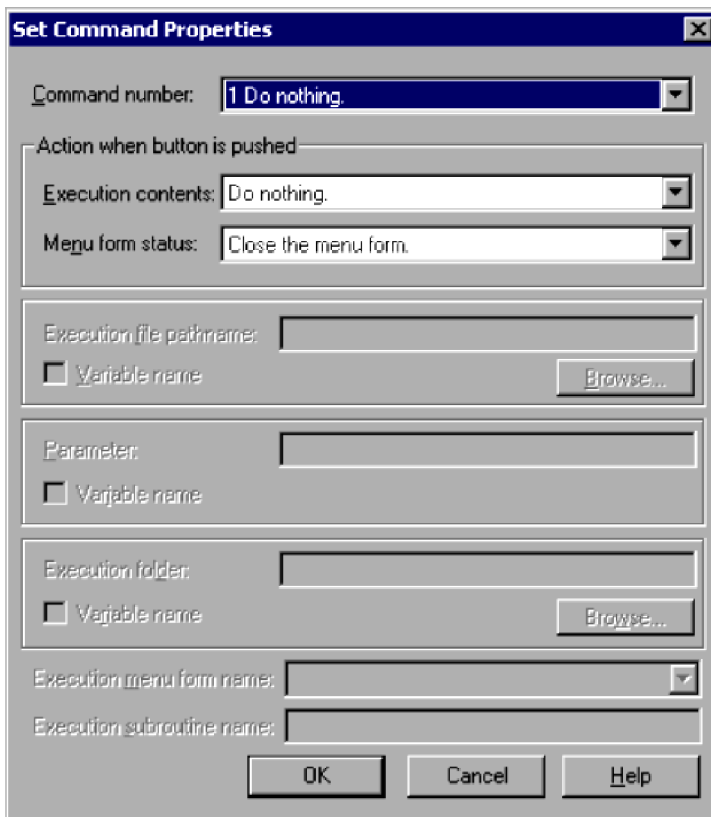 Set Command Properties
Command number: 1 Do nothing.
Action when button is pushed
Execution contents: Do nothing.
Menu form status: Close the menu form.
Execution file pathname:
Variable name Browse...
Parameter:
Variable name
Execution folder:
Variable name Browse...
Execution menu form name:
Execution subroutine name:
OK Cancel Help